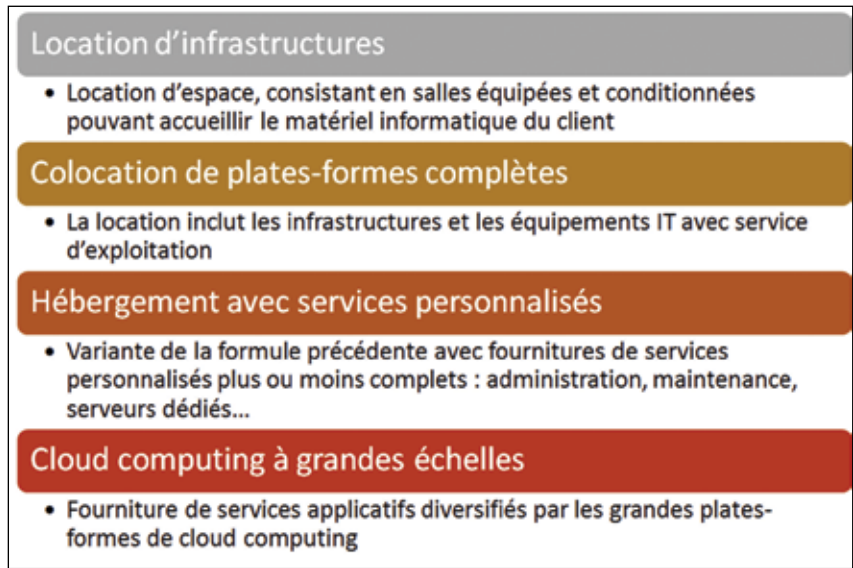 Location d'infrastructures
• Location d'espace, consistant en salles équipées et conditionnées
pouvant accueillir le matériel informatique du client
Colocation de plates-formes complètes
• La location inclut les infrastructures et les équipements IT avec service
d'exploitation
Hébergement avec services personnalisés
• Variante de la formule précédente avec fournitures de services
personnalisés plus ou moins complets : administration, maintenance,
serveurs dédiés...
Cloud computing à grandes échelles
• Fourniture de services applicatifs diversifiés par les grandes plates-
formes de cloud computing